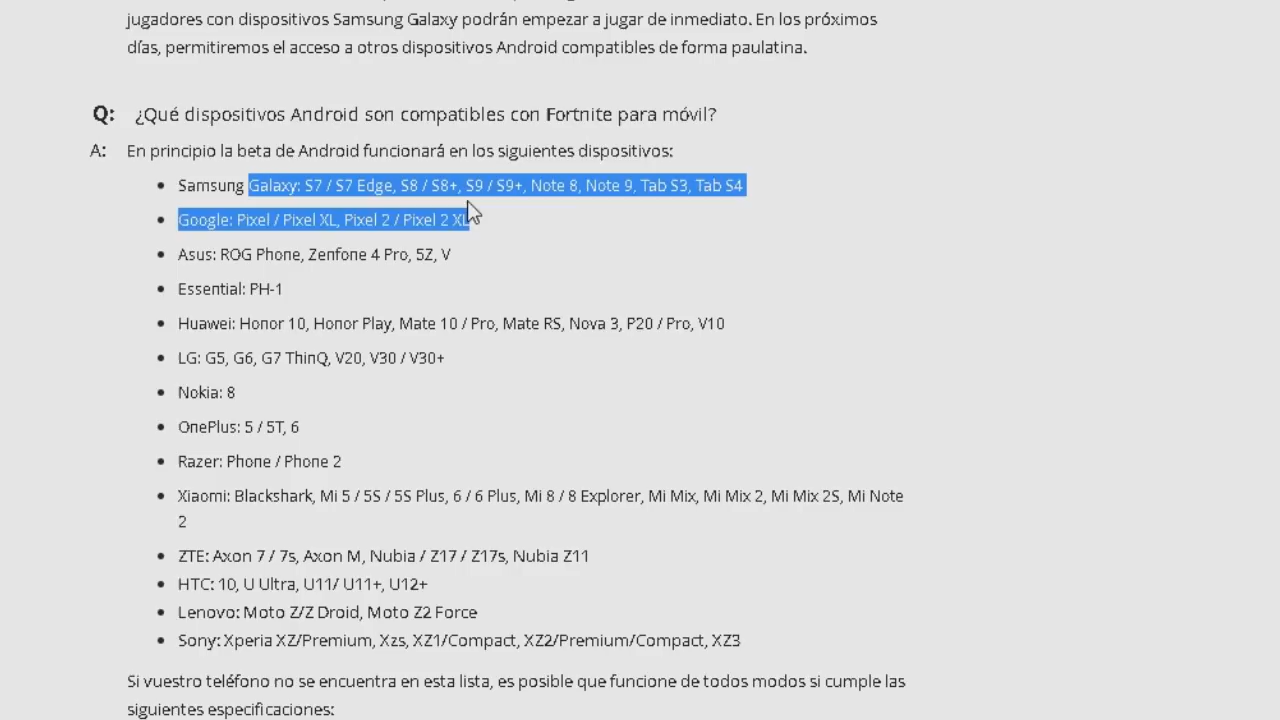 jugadores con dispositivos Samsung Galaxy podrán empezar a jugar de inmediato. En los próximos
días, permitiremos el acceso a otros dispositivos Android compatibles de forma paulatina.
Q: ¿Qué dispositivos Android son compatibles con Fortnite para móvil?
A: En principio la beta de Android funcionará en los siguientes dispositivos:
• Samsung Galaxy: S7 / S7 Edge, S8 / S8+, S9 / S9+, Note 8, Note 9, Tab S3, Tab S4
• Google: Pixel / Pixel XL, Pixel 2 / Pixel 2 XL
• Asus: ROG Phone, Zenfone 4 Pro, 5Z, V
• Essential: PH-1
• Huawei: Honor 10, Honor Play, Mate 10 / Pro, Mate RS, Nova 3, P20 / Pro, V10
• LG: G5, G6, G7 ThinQ, V20, V30 / V30+
• Nokia: 8
• OnePlus: 5 / 5T, 6
• Razer: Phone / Phone 2
• Xiaomi: Blackshark, Mi 5 / 5S / 5S Plus, 6 / 6 Plus, Mi 8 / 8 Explorer, Mi Mix, Mi Mix 2, Mi Mix 2S, Mi Note
2
• ZTE: Axon 7 / 7s, Axon M, Nubia / Z17 / Z17s, Nubia Z11
• HTC: 10, U Ultra, U11/ U11+, U12+
• Lenovo: Moto Z/Z Droid, Moto Z2 Force
• Sony: Xperia XZ/Premium, Xzs, XZ1/Compact, XZ2/Premium/Compact, XZ3
Si vuestro teléfono no se encuentra en esta lista, es posible que funcione de todos modos si cumple las
siguientes especificaciones: